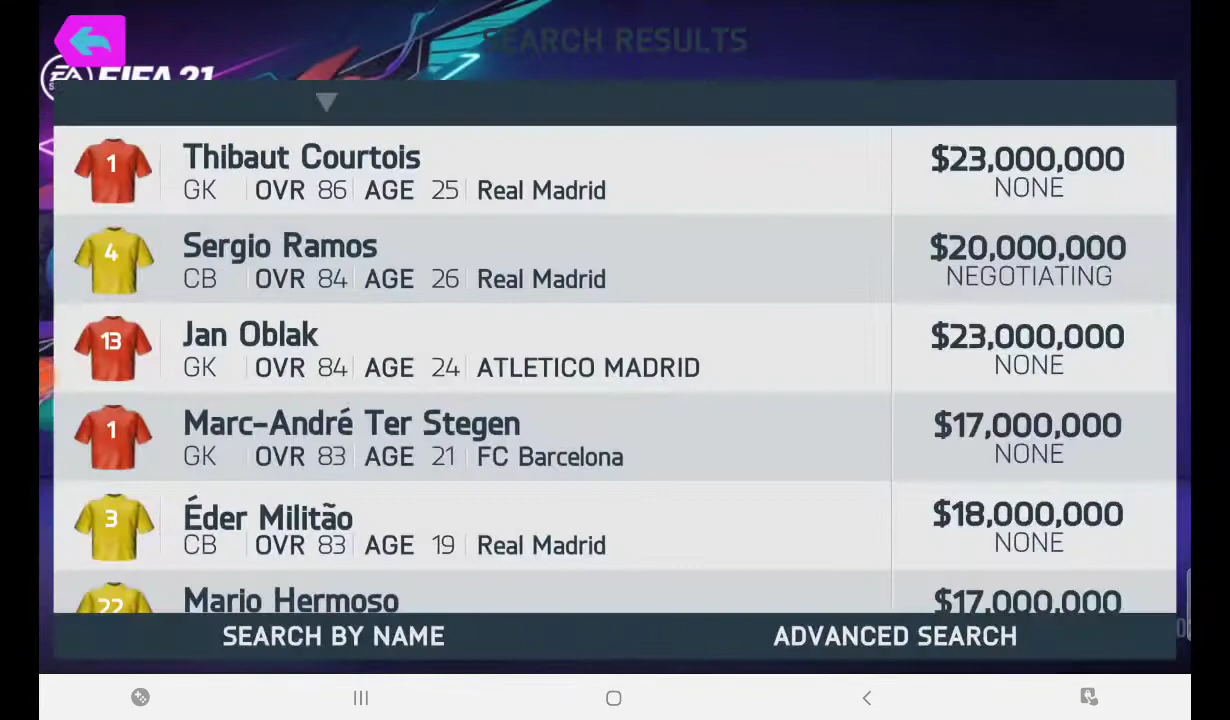 SEARCH RESULTS
EA
FIFA 21
1
Thibaut Courtois
$23,000,000
GK OVR 86 AGE 25 Real Madrid
NONE
4
Sergio Ramos
$20,000,000
CB OVR 84 AGE 26 Real Madrid
NEGOTIATING
13
Jan Oblak
$23,000,000
GK OVR 84 AGE 24 ATLETICO MADRID
NONE
1
Marc-André Ter Stegen
$17,000,000
GK OVR 83 AGE 21 FC Barcelona
NONE
3
Éder Militão
$18,000,000
CB OVR 83 AGE 19 Real Madrid
NONE
22
Mario Hermoso
$17,000,000
SEARCH BY NAME
ADVANCED SEARCH